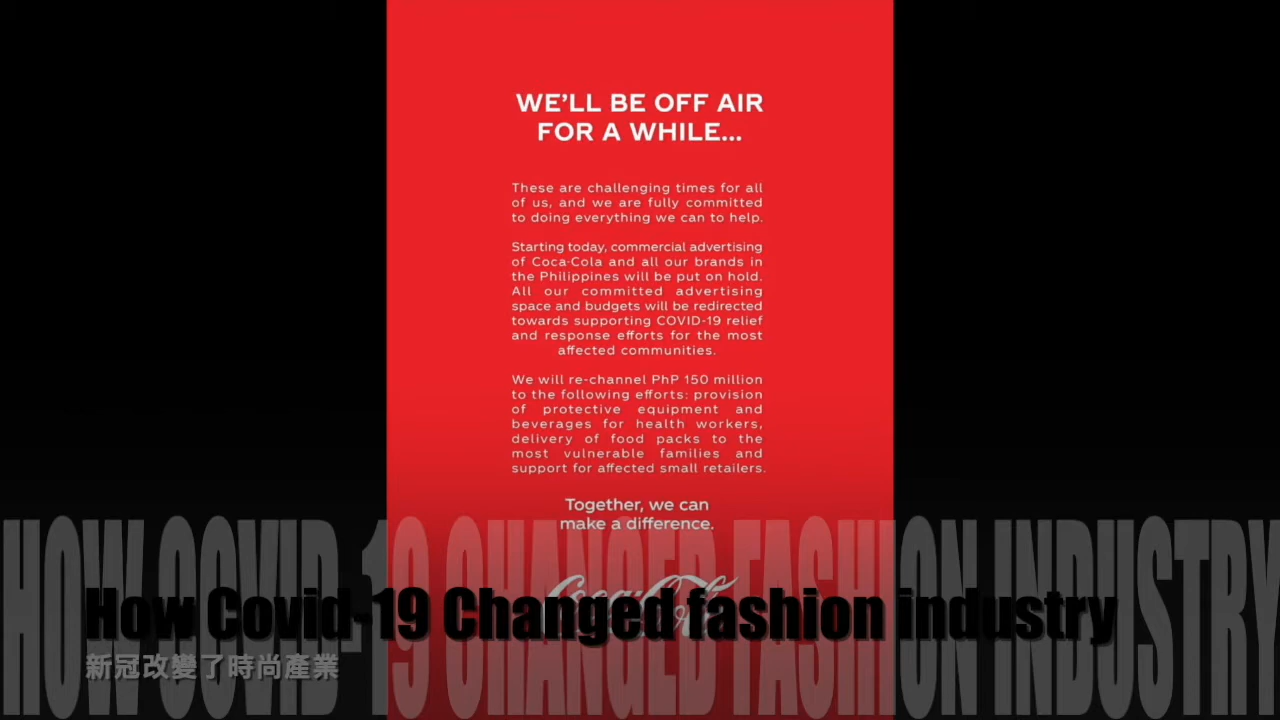 WE'LL BE OFF AIR
FOR A WHILE...
These are challenging times for all
of us, and we are fully committed
to doing everything we can to help.
Starting today, commercial advertising
of Coca-Cola and all our brands in
the Philippines will be put on hold.
All our committed advertising
space and budgets will be redirected
towards supporting COVID-19 relief
and response efforts for the most
affected communities.
We will re-channel PhP 150 million
to the following efforts: provision
of protective equipment and
beverages for health workers,
delivery of food packs to the
most vulnerable families and
support for affected small retailers.
Together, we can
make a difference.
Coca-Cola
HOW COVID-19 CHANGED FASHION INDUSTRY
How Covid-19 Changed fashion industry
新冠改變了時尚產業